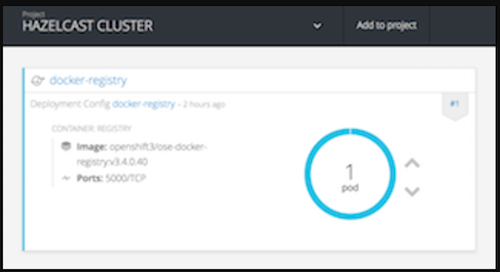 Project
HAZELCAST CLUSTER
Add to project
docker-registry
Deployment Config docker-registry - 2 hours ago
#1
CONTAINER: REGISTRY
Image: openshift3/ose-docker-
registry:v3.4.0.40
Ports: 5000/TCP
1
pod